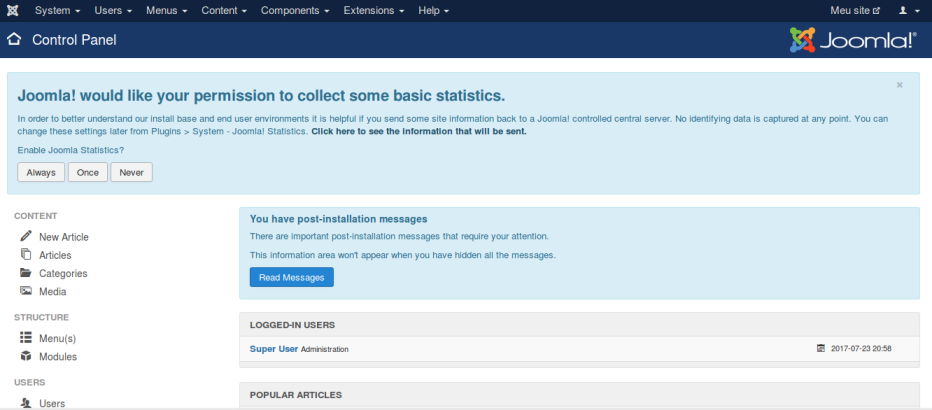 System Users Menus Content Components Extensions Help Meu site
Control Panel Joomla!®
Joomla! would like your permission to collect some basic statistics.
In order to better understand our install base and end user environments it is helpful if you send some site information back to a Joomla! controlled central server. No identifying data is captured at any point. You can
change these settings later from Plugins > System - Joomla! Statistics. Click here to see the information that will be sent.
Enable Joomla Statistics?
Always Once Never
CONTENT
New Article
Articles
Categories
Media
STRUCTURE
Menu(s)
Modules
USERS
Users
You have post-installation messages
There are important post-installation messages that require your attention.
This information area won't appear when you have hidden all the messages.
Read Messages
LOGGED-IN USERS
Super User Administration 2017-07-23 20:58
POPULAR ARTICLES